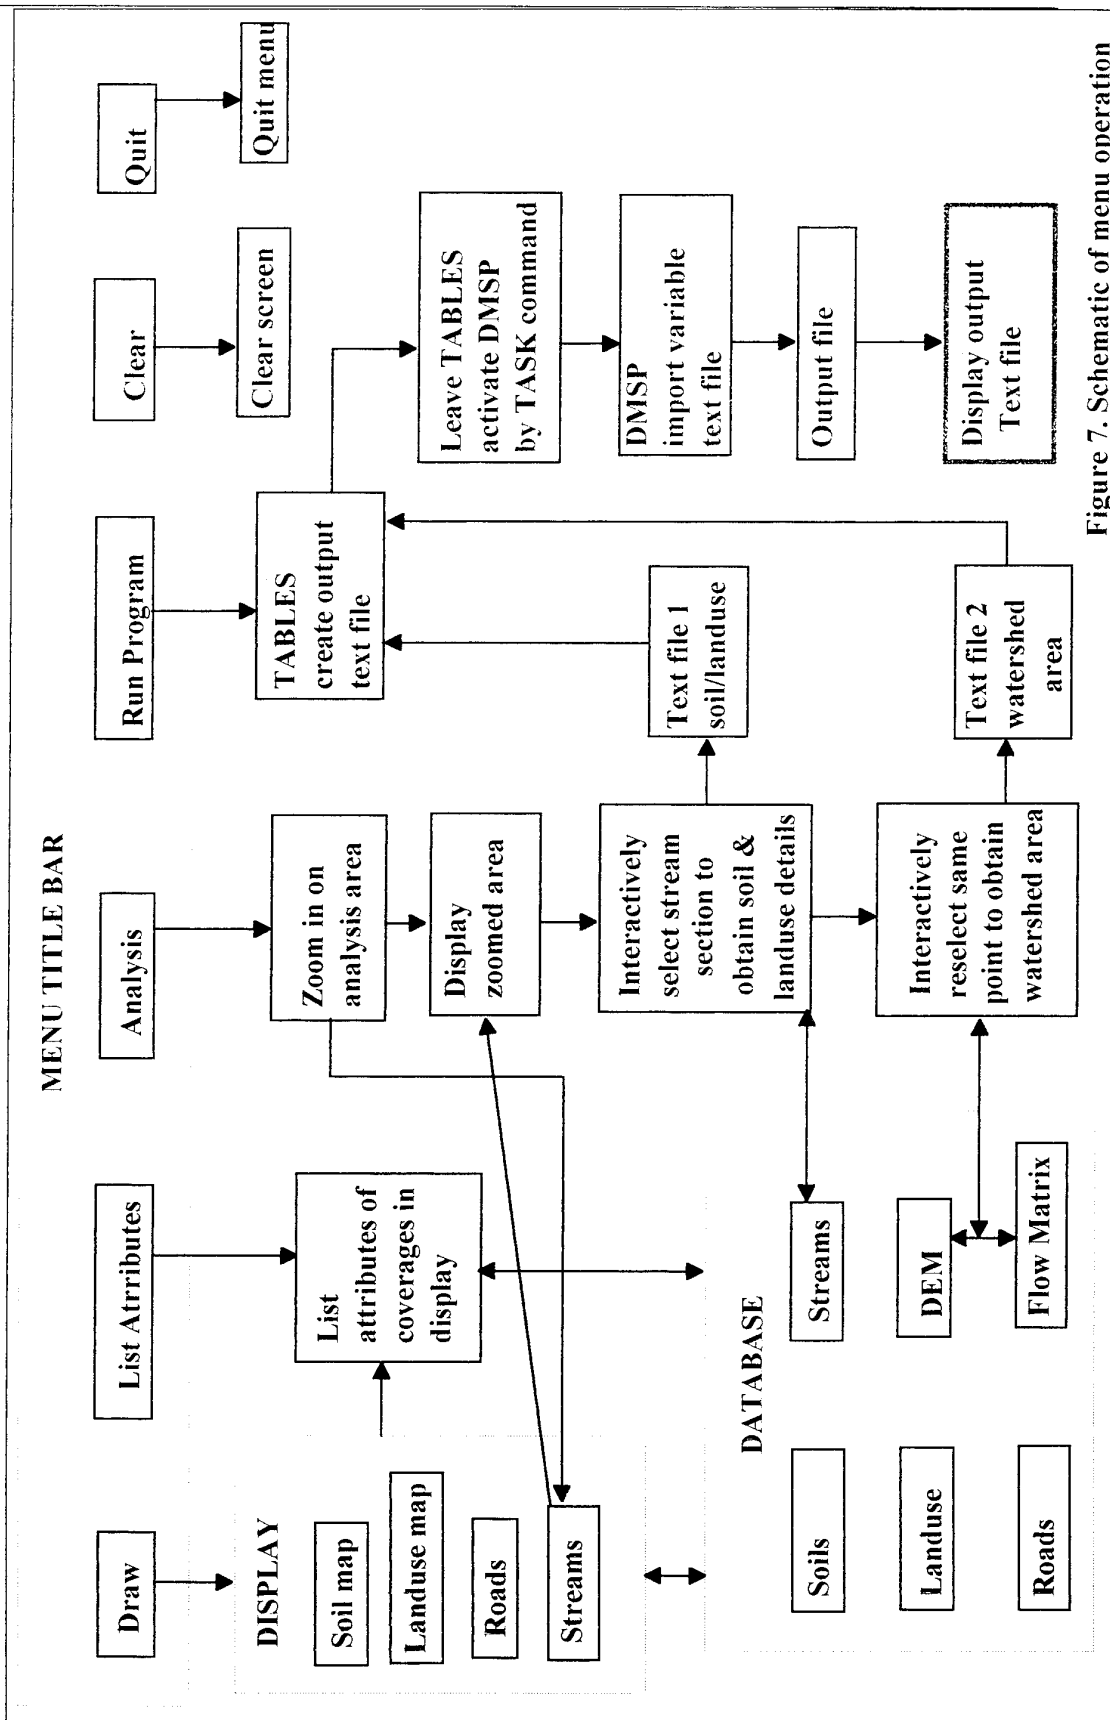 MENU TITLE BAR
Draw
List Atrributes
Analysis
Run Program
Clear
Quit
DISPLAY
Soil map
Landuse map
Roads
Streams
List
attributes of
coverages in
display
Zoom in on
analysis area
Display
zoomed area
Interactively
select stream
section to
obtain soil &
landuse details
Interactively
reselect same
point to obtain
watershed area
TABLES
create output
text file
Text file 1
soil/landuse
Text file 2
watershed
area
Clear screen
Quit menu
Leave TABLES
activate DMSP
by TASK command
DMSP
import variable
text file
Output file
Display output
Text file
DATABASE
Soils
Landuse
Roads
Streams
DEM
Flow Matrix
Figure 7. Schematic of menu operation